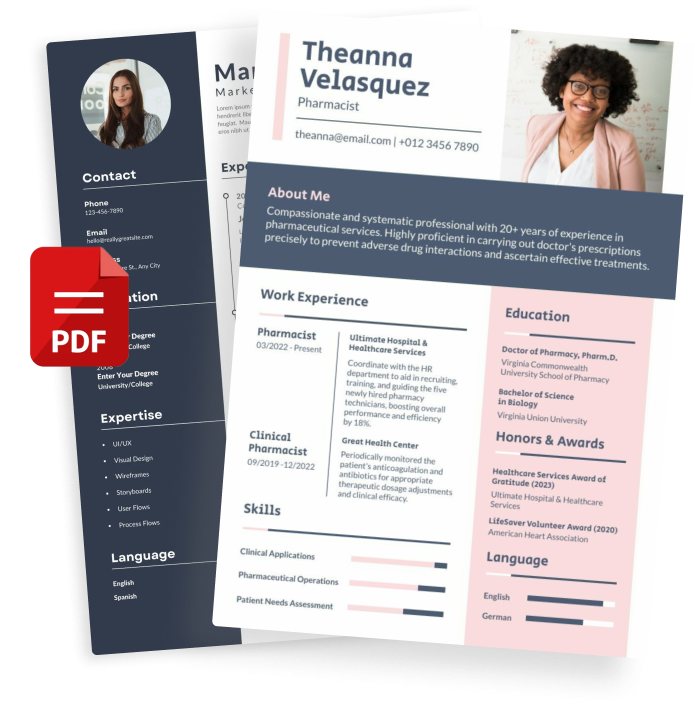 Theanna
Velasquez
Pharmacist
theanna@email.com | +012 3456 7890
About Me
Compassionate and systematic professional with 20+ years of experience in
pharmaceutical services. Highly proficient in carrying out doctor's prescriptions
precisely to prevent adverse drug interactions and ascertain effective treatments.
Work Experience
Pharmacist
03/2022 - Present
Ultimate Hospital &
Healthcare Services
Coordinate with the HR
department to aid in recruiting,
training, and guiding the five
newly hired pharmacy
technicians, boosting overall
performance and efficiency
by 18%.
Clinical
Pharmacist
09/2019 -12/2022
Great Health Center
Periodically monitored the
patient's anticoagulation and
antibiotics for appropriate
therapeutic dosage adjustments
and clinical efficacy.
Skills
Clinical Applications
Pharmaceutical Operations
Patient Needs Assessment
Education
Doctor of Pharmacy, Pharm.D.
Virginia Commonwealth
University School of Pharmacy
Bachelor of Science
in Biology
Virginia Union University
Honors & Awards
Healthcare Services Award of
Gratitude (2023)
Ultimate Hospital & Healthcare
Services
LifeSaver Volunteer Award (2020)
American Heart Association
Language
English
German
Contact
Phone
123-456-7890
Email
hello@reallygreatsite.com
St., Any City
PDF
Degree
College
2008
Enter Your Degree
University/College
Expertise
UI/UX
Visual Design
Wireframes
Storyboards
User Flows
Process Flows
Language
English
Spanish
Lorem ipsum